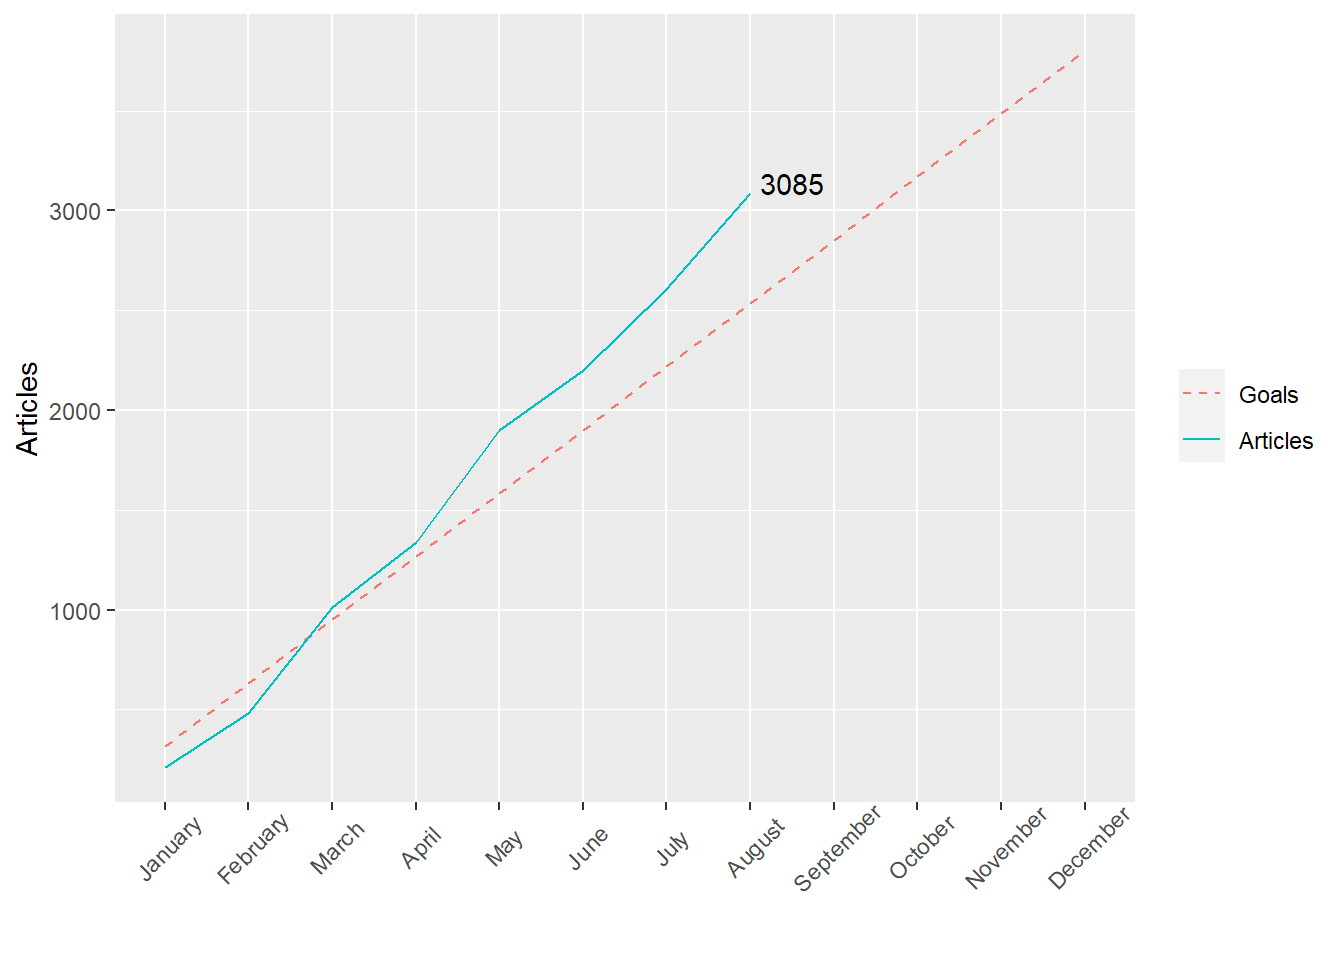 Articles
3000
2000
1000
3085
January
February
March
April
May
June
July
August
September
October
November
December
Goals
Articles